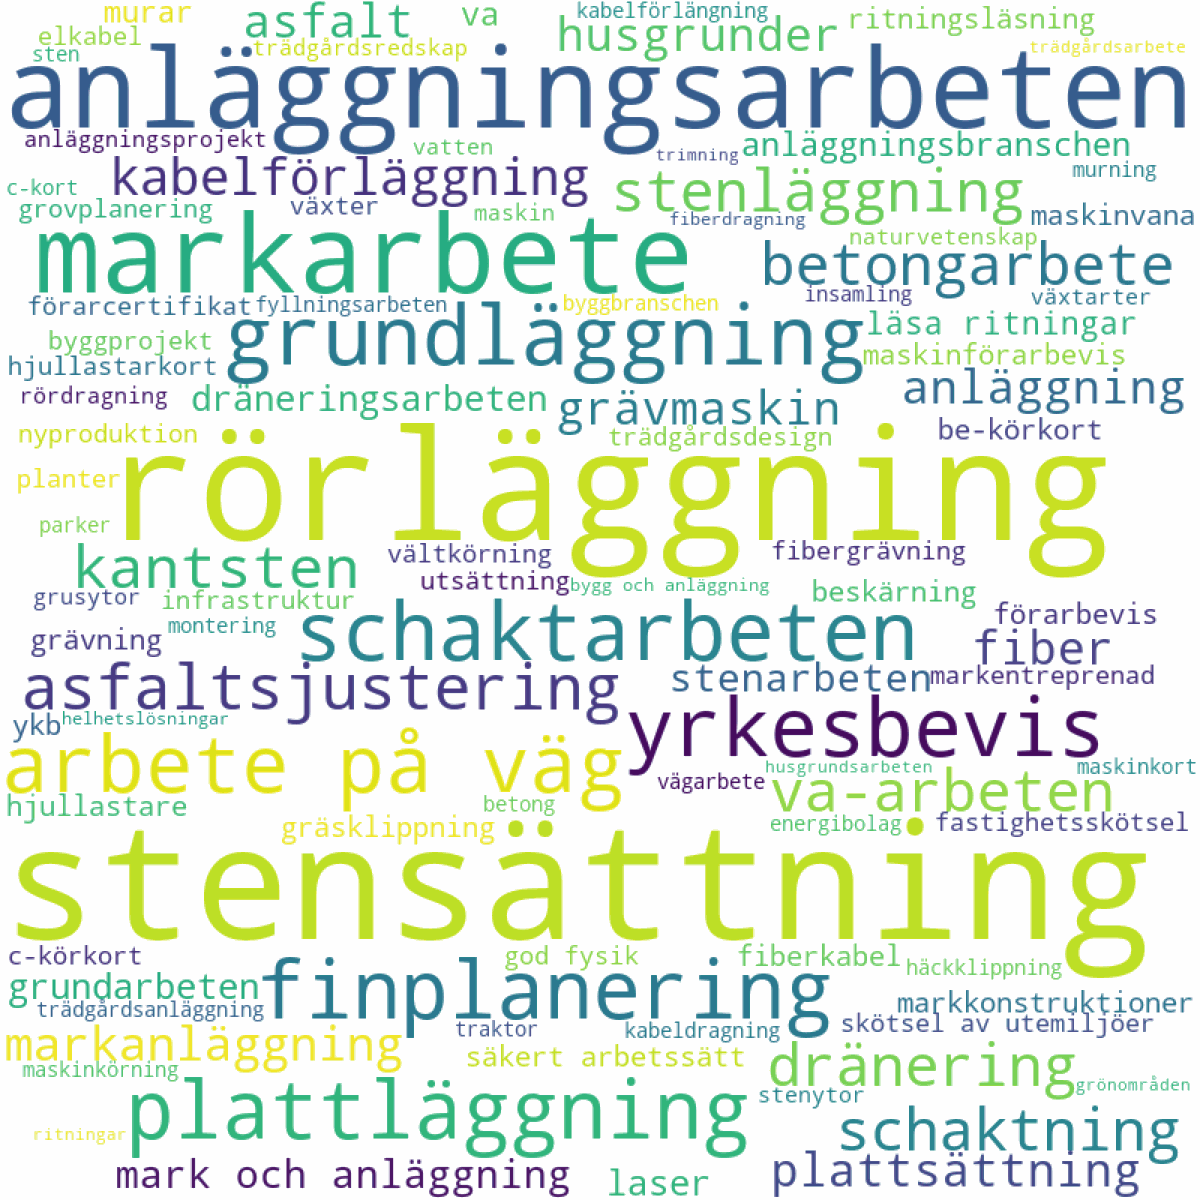 murar
asfalt
va
kabelförlängning
ritningsläsning
elkabel
husgrunder
sten
trädgårdsredskap
trädgårdsarbete
anläggningsarbeten
anläggningsprojekt
vatten
trimning
anläggningsbranschen
kabelförläggning
stenläggning
murning
c-kort
grovplanering
växter
maskin
fiberdragning
maskinvana
markarbete
naturvetenskap
betongarbete
förarcertifikat
fyllningsarbeten
byggbranschen
insamling
växtarter
byggprojekt
grundläggning
läsa ritningar
hjullastarkort
maskinförarbevis
rördragning
dräneringsarbeten
grävmaskin
anläggning
nyproduktion
trädgårdsdesign
be-körkort
planter
rörläggning
parker
kantsten
vältkörning
fibergrävning
utsättning
bygg och anläggning
beskärning
grusytor
infrastruktur
förarbevis
grävning
montering
schaktarbeten
fiber
asfaltsjustering
stenarbeten
markentreprenad
ykb
helhetslösningar
yrkesbevis
arbete på väg
husgrundsarbeten
maskinkort
vägarbete
va-arbeten
hjullastare
betong
gräsklippning
energibolag
fastighetsskötsel
stensättning
c-körkort
god fysik
fiberkabel
häckklippning
grundarbeten
finplanering
trädgårdsanläggning
markkonstruktioner
traktor
kabeldragning
skötsel av utemiljöer
markanläggning
säkert arbetssätt
dränering
maskinkörning
grönområden
plattläggning
stenytor
ritningar
schaktning
mark och anläggning
laser
plattsättning